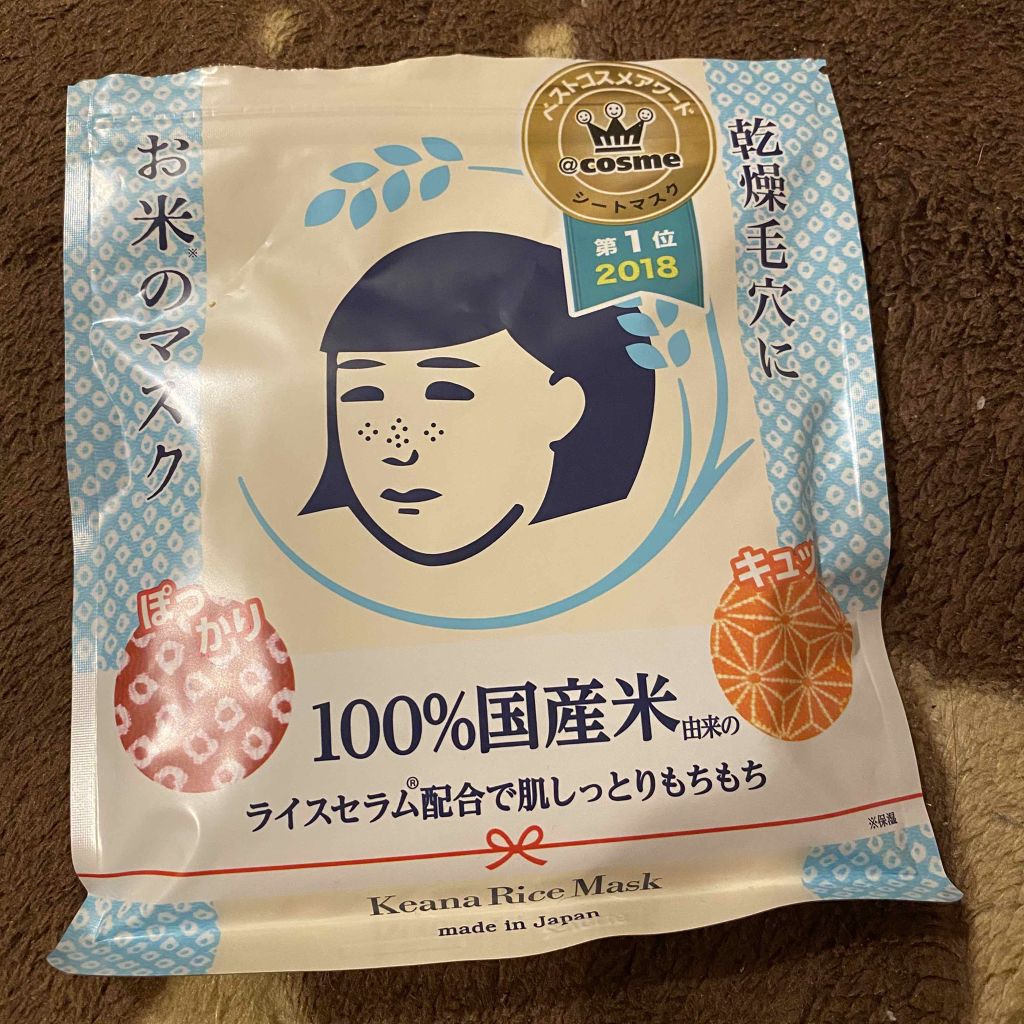 乾燥毛穴に
お米※のマスク
ベストコスメアワード
@cosme
シートマスク
第1位
2018
ぽっ
かり
キュッ
100%国産米由来の
ライスセラム®配合で肌しっとりもちもち
※保湿
Keana Rice Mask
made in Japan